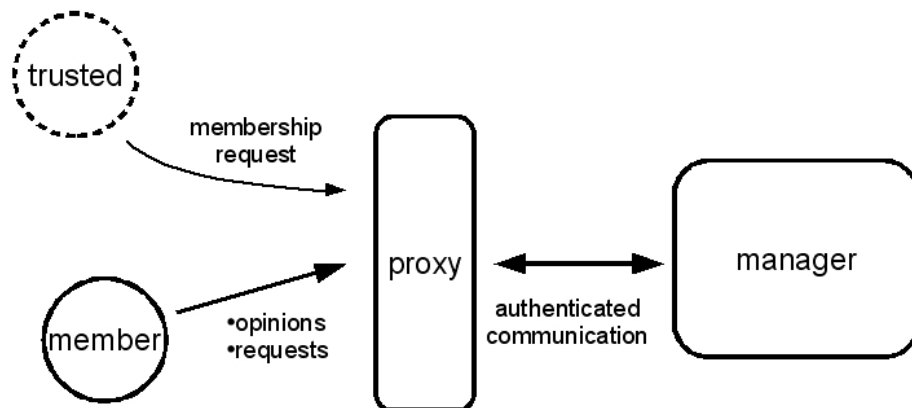 trusted
membership
request
proxy
manager
member
•opinions
•requests
authenticated
communication